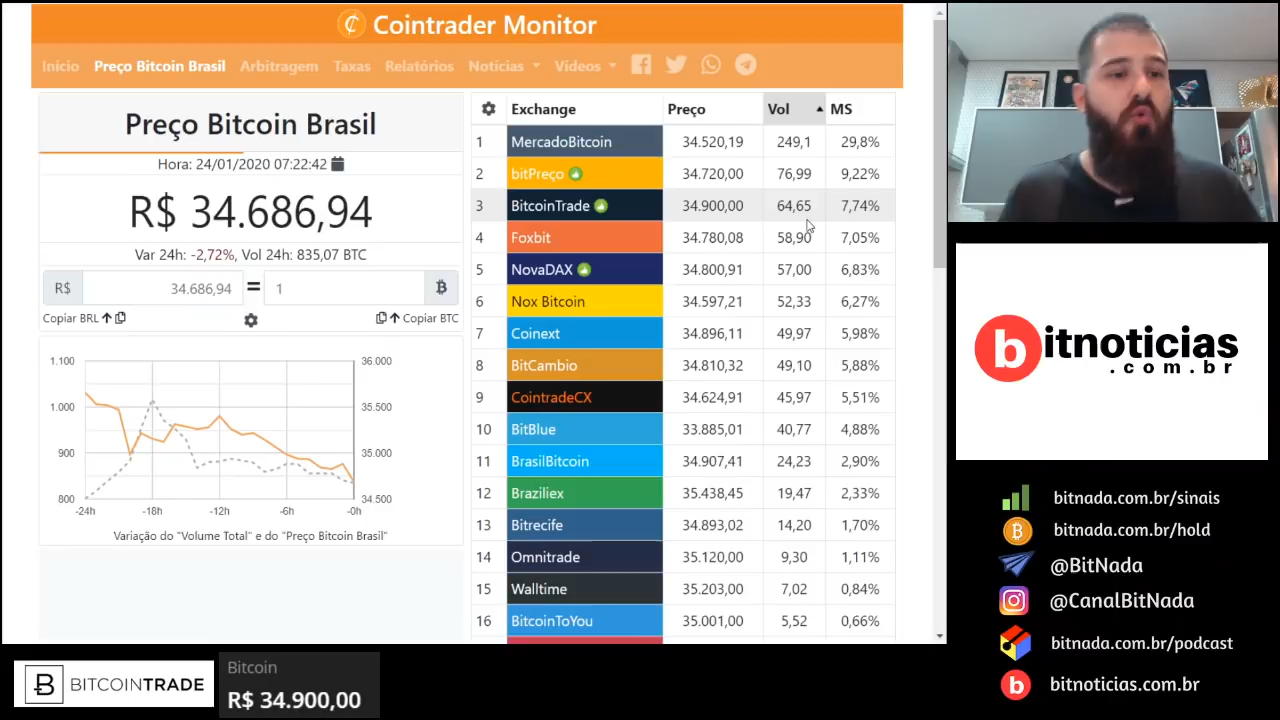 Cointrader Monitor
Início Preço Bitcoin Brasil Arbitragem Taxas Relatórios Notícias Vídeos
Preço Bitcoin Brasil
Hora: 24/01/2020 07:22:42
R$ 34.686,94
Var 24h: -2,72%, Vol 24h: 835,07 BTC
R$ 34.686,94 = 1
Copiar BRL Copiar BTC
1.100 36.000
1.000 35.500
900 35.000
800 34.500
-24h -18h -12h -6h -0h
Variação do "Volume Total" e do "Preço Bitcoin Brasil"
Exchange Preço Vol MS
1 MercadoBitcoin 34.520,19 249,1 29,8%
2 bitPreço 34.720,00 76,99 9,22%
3 BitcoinTrade 34.900,00 64,65 7,74%
4 Foxbit 34.780,08 58,90 7,05%
5 NovaDAX 34.800,91 57,00 6,83%
6 Nox Bitcoin 34.597,21 52,33 6,27%
7 Coinext 34.896,11 49,97 5,98%
8 BitCambio 34.810,32 49,10 5,88%
9 CointradeCX 34.624,91 45,97 5,51%
10 BitBlue 33.885,01 40,77 4,88%
11 BrasilBitcoin 34.907,41 24,23 2,90%
12 Braziliex 35.438,45 19,47 2,33%
13 Bitrecife 34.893,02 14,20 1,70%
14 Omnitrade 35.120,00 9,30 1,11%
15 Walltime 35.203,00 7,02 0,84%
16 BitcoinToYou 35.001,00 5,52 0,66%
bitnoticias
.com.br
bitnada.com.br/sinais
bitnada.com.br/hold
@BitNada
@CanalBitNada
bitnada.com.br/podcast
bitnoticias.com.br
BITCOINTRADE
Bitcoin
R$ 34.900,00